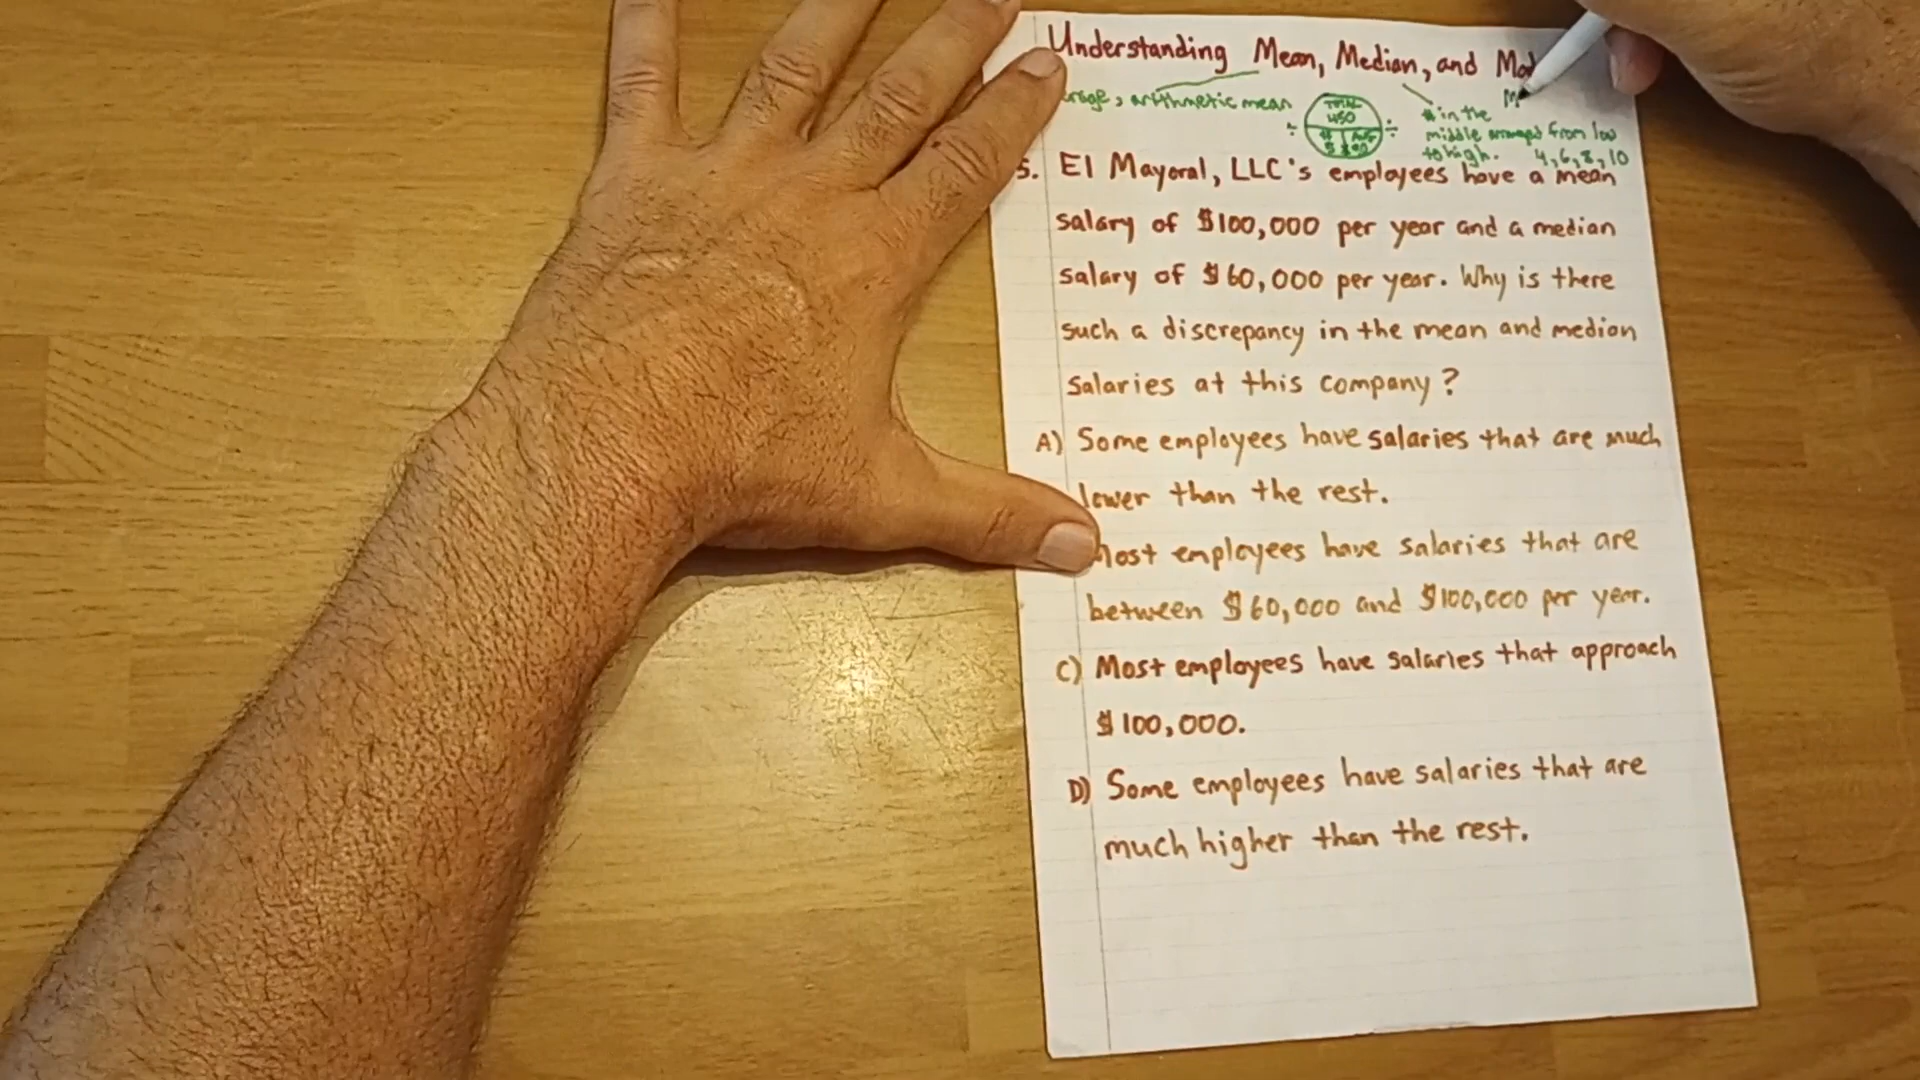 Understanding Mean, Median, and Mo
arithmetic mean
TOTAL
450
÷ ÷
# in the
middle arranged from low
to high. 4, 6, 8, 10
M
5. El Mayoral, LLC's employees have a mean
salary of $100,000 per year and a median
salary of $60,000 per year. Why is there
such a discrepancy in the mean and median
salaries at this company?
A) Some employees have salaries that are much
lower than the rest.
Most employees have salaries that are
between $60,000 and $100,000 per year.
C) Most employees have salaries that approach
$100,000.
D) Some employees have salaries that are
much higher than the rest.